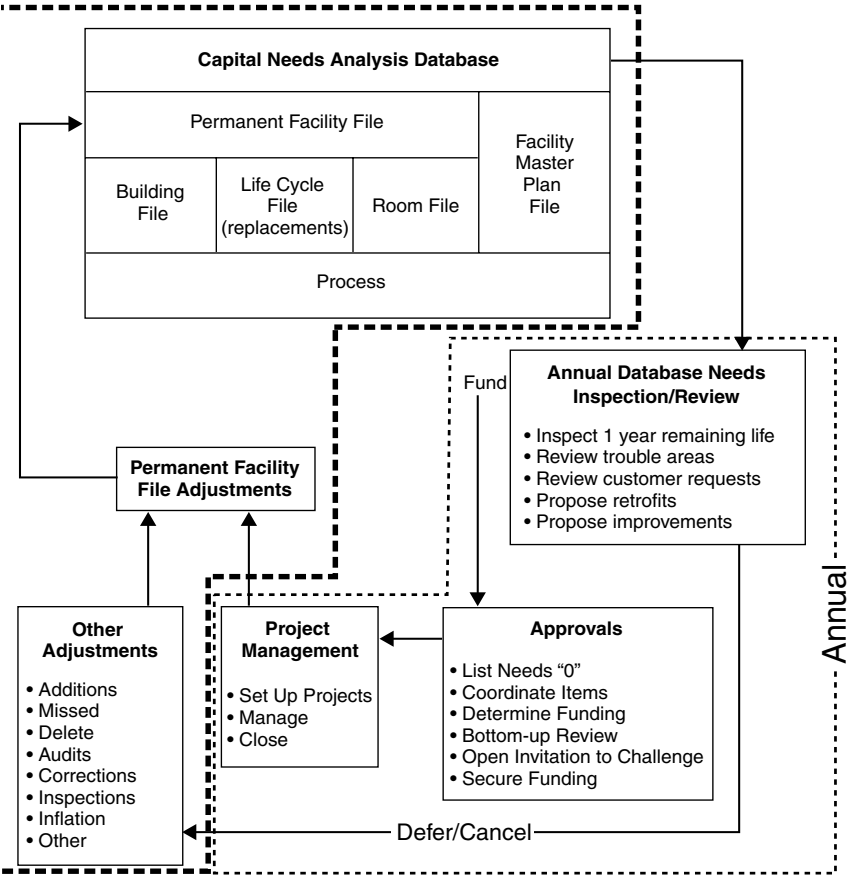 Capital Needs Analysis Database
Permanent Facility File
Facility
Master
Plan
File
Building
File
Life Cycle
File
(replacements)
Room File
Process
Fund
Annual Database Needs
Inspection/Review
• Inspect 1 year remaining life
• Review trouble areas
• Review customer requests
• Propose retrofits
• Propose improvements
Permanent Facility
File Adjustments
Annual
Other
Adjustments
• Additions
• Missed
• Delete
• Audits
• Corrections
• Inspections
• Inflation
• Other
Project
Management
• Set Up Projects
• Manage
• Close
Approvals
• List Needs “0”
• Coordinate Items
• Determine Funding
• Bottom-up Review
• Open Invitation to Challenge
• Secure Funding
Defer/Cancel